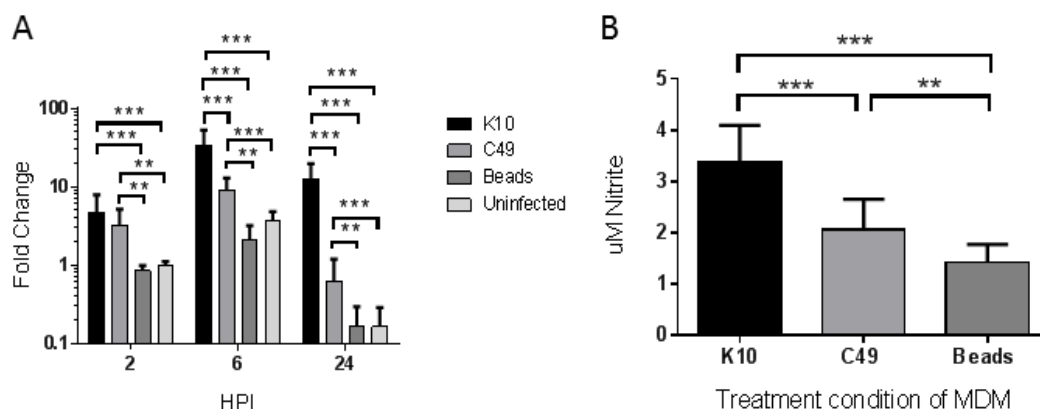 A
Fold Change
100
10
1
0.1
***
***
***
***
***
***
***
***
***
**
**
***
**
***
***
**
2
6
24
HPI
K10
C49
Beads
Uninfected
B
uM Nitrite
5
4
3
2
1
0
***
***
**
K10
C49
Beads
Treatment condition of MDM